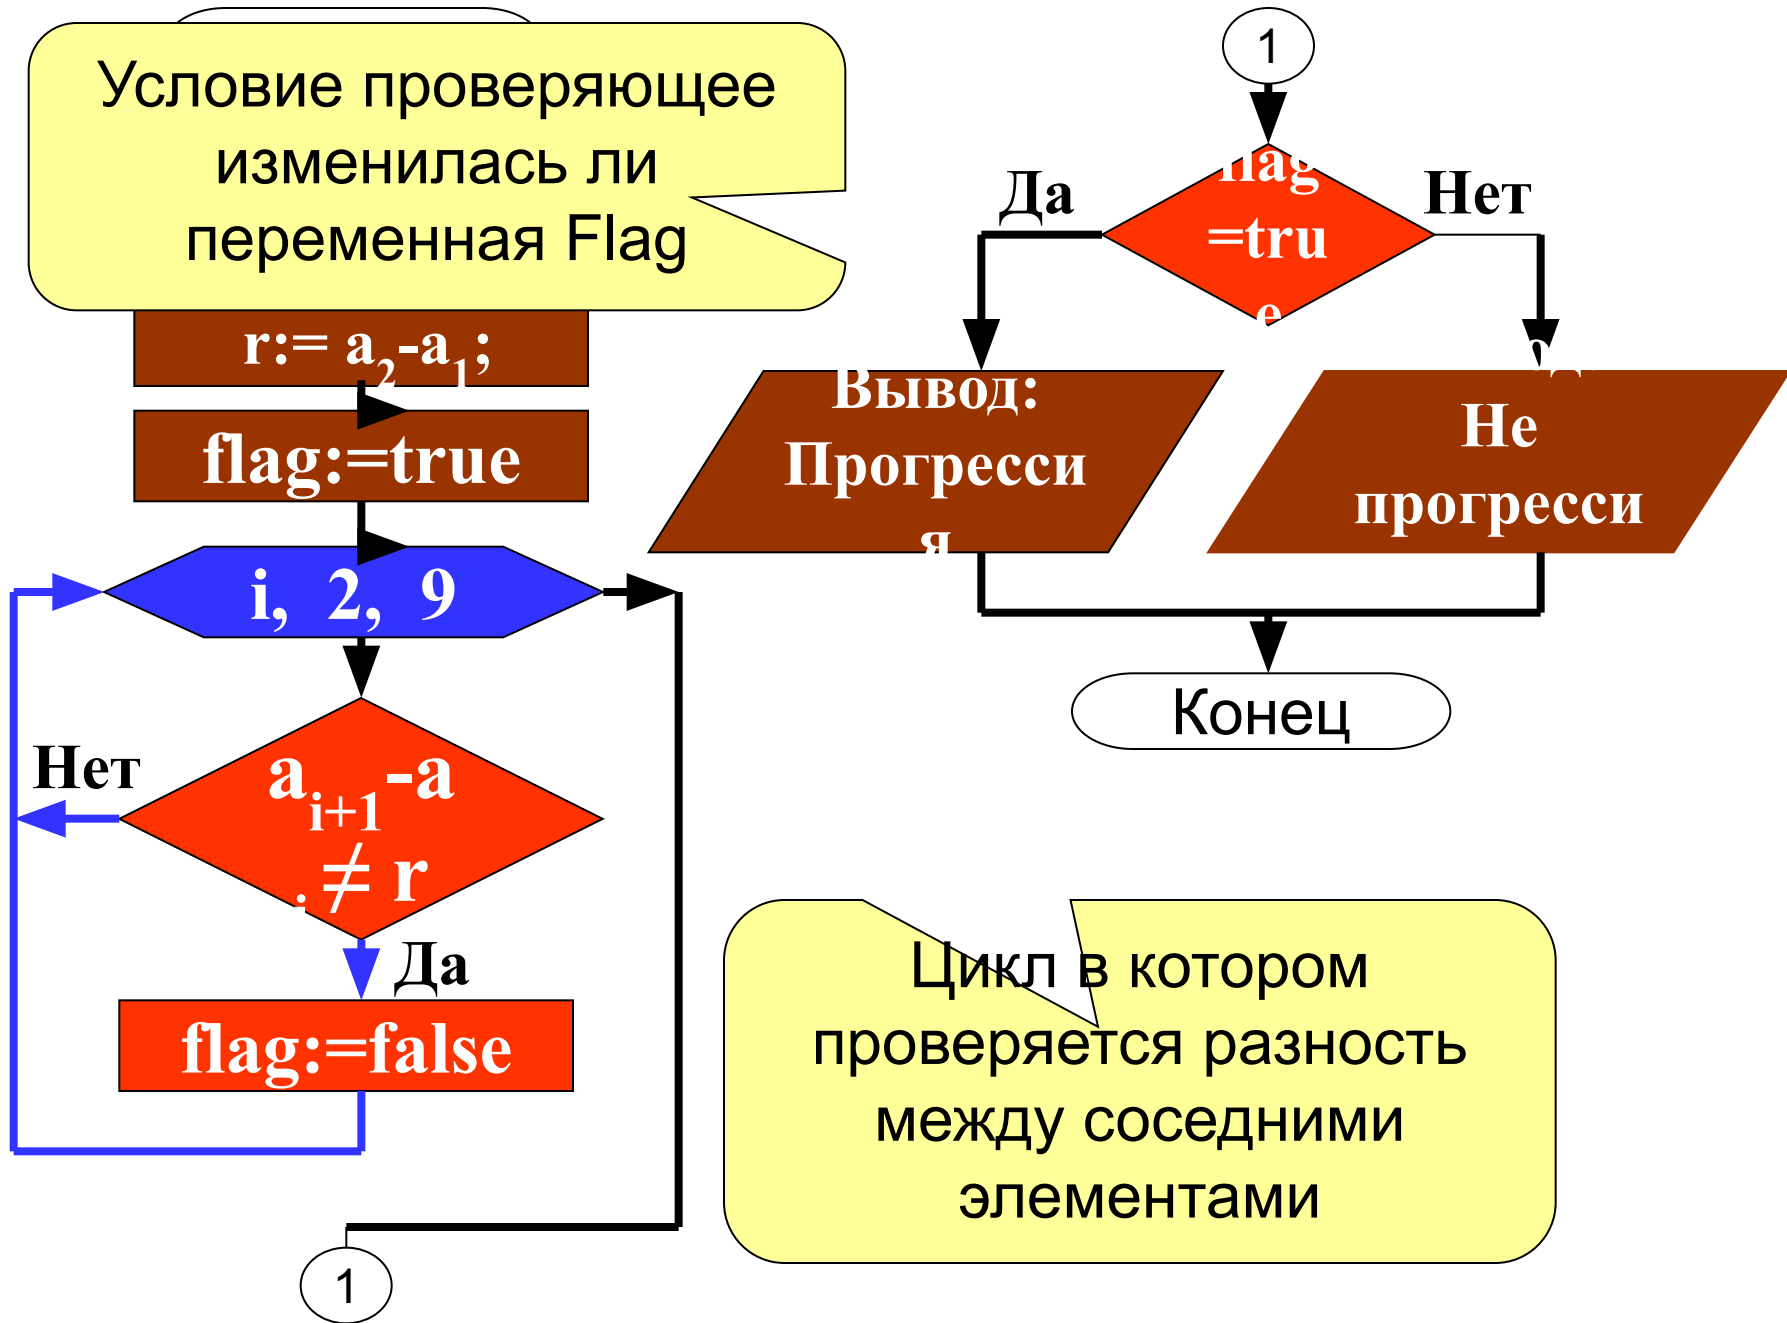 Условие проверяющее
изменилась ли
переменная Flag
r:= a₂-a₁;
flag:=true
i, 2, 9
Нет
aᵢ₊₁-a
ᵢ ≠ r
Да
flag:=false
1
1
Да
Нет
flag
=tru
e
Вывод:
Прогресси
я
Не
прогресси
Конец
Цикл в котором
проверяется разность
между соседними
элементами